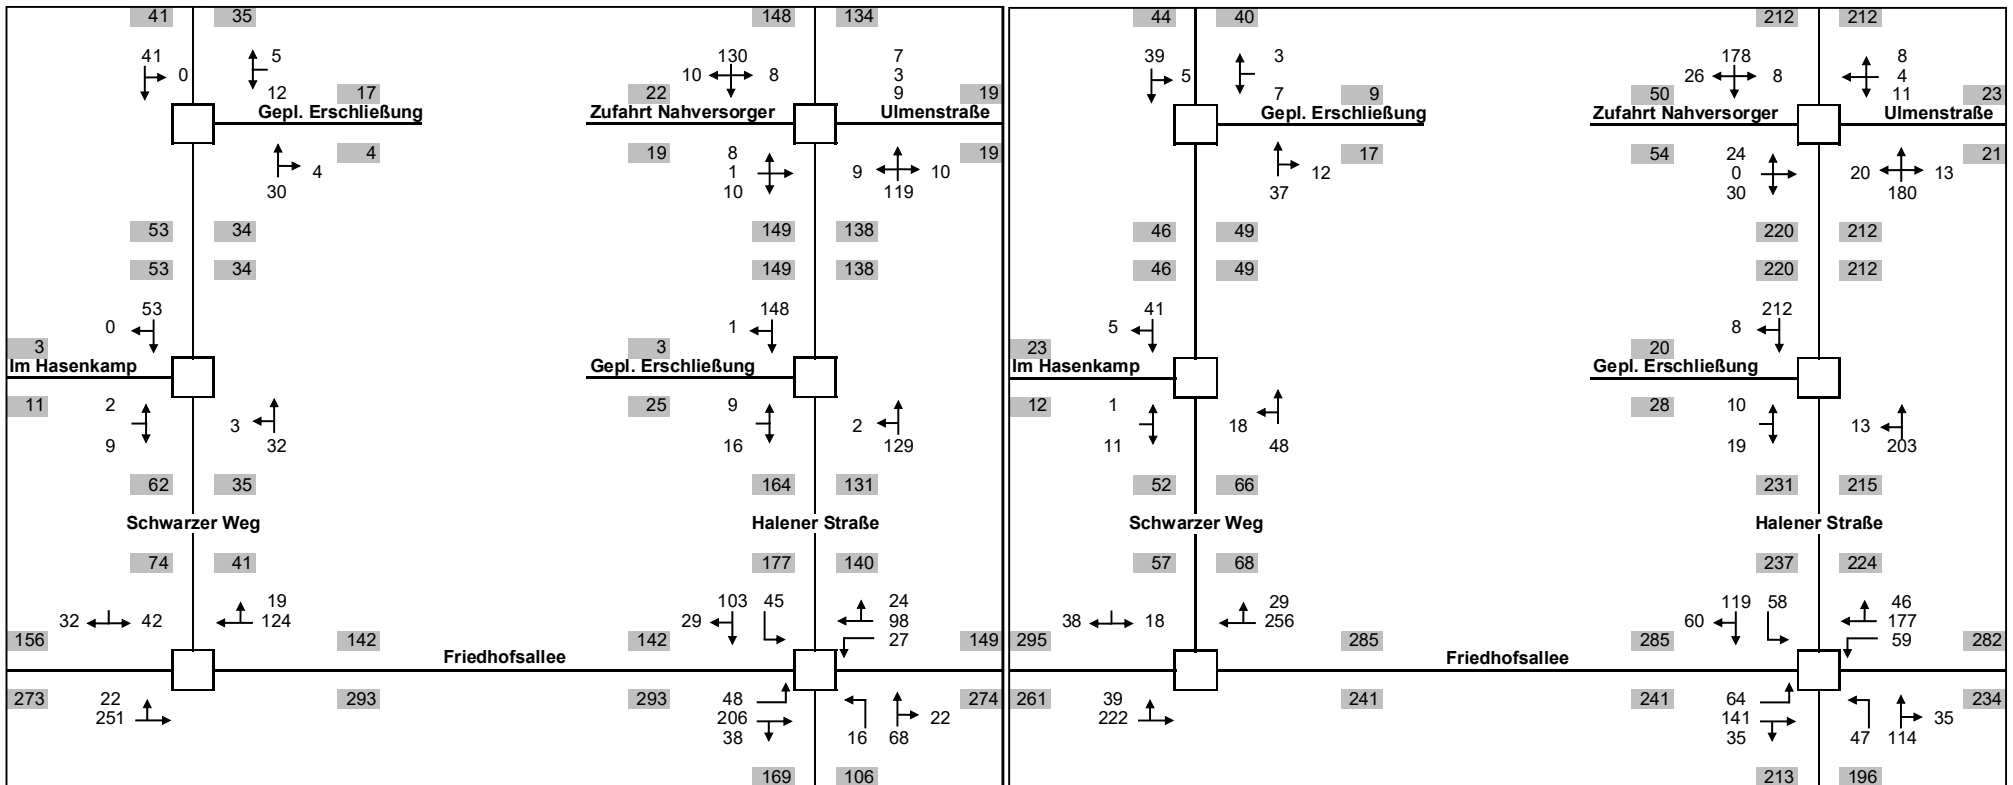 41 35 148 134 44 40 212 212
41 5 130 7 39 3 178 8
0 10 8 3 5 26 8 4
12 17 22 9 19 7 9 50 11 23
Gepl. Erschließung Zufahrt Nahversorger Ulmenstraße Gepl. Erschließung Zufahrt Nahversorger Ulmenstraße
4 19 8 19 17 54 24 21
4 1 9 10 12 0 20 13
30 10 119 37 30 180
53 34 149 138 46 49 220 212
53 34 149 138 46 49 220 212
53 148 41 212
0 1 5 8
3 3 23 20
Im Hasenkamp Gepl. Erschließung Im Hasenkamp Gepl. Erschließung
11 2 25 9 12 1 28 10
3 2 18 13
9 32 16 129 11 48 19 203
62 35 164 131 52 66 231 215
Schwarzer Weg Halener Straße Schwarzer Weg Halener Straße
74 41 177 140 57 68 237 224
19 103 45 24 29 119 58 46
32 42 124 29 98 38 18 256 60 177
156 142 142 27 149 295 285 285 59 282
Friedhofsallee Friedhofsallee
273 22 293 293 48 274 261 39 241 241 64 234
251 206 22 222 141 35
38 16 68 35 47 114
169 106 213 196